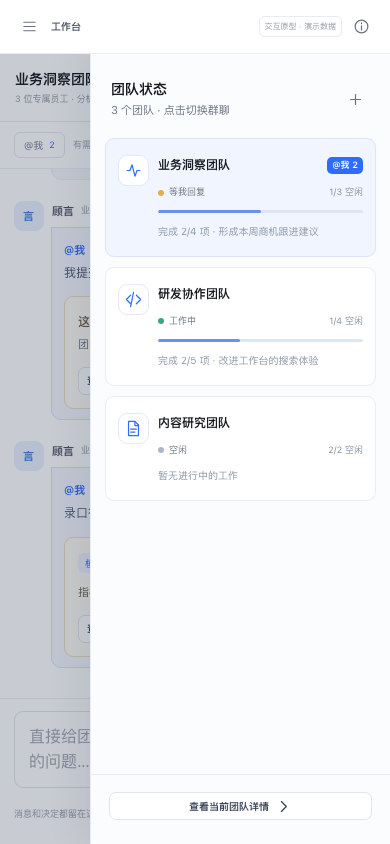 工作台
交互原型 · 演示数据
业务洞察团队
3 位专属员工 · 分析
@我 2
有需
言
顾言 业
@我
我提
这
团
言
顾言 业
@我
录口
指
直接给团
的问题...
消息和决定都留在这
团队状态
3 个团队 · 点击切换群聊
业务洞察团队
@我 2
等我回复
1/3 空闲
完成 2/4 项 · 形成本周商机跟进建议
研发协作团队
工作中
1/4 空闲
完成 2/5 项 · 改进工作台的搜索体验
内容研究团队
空闲
2/2 空闲
暂无进行中的工作
查看当前团队详情